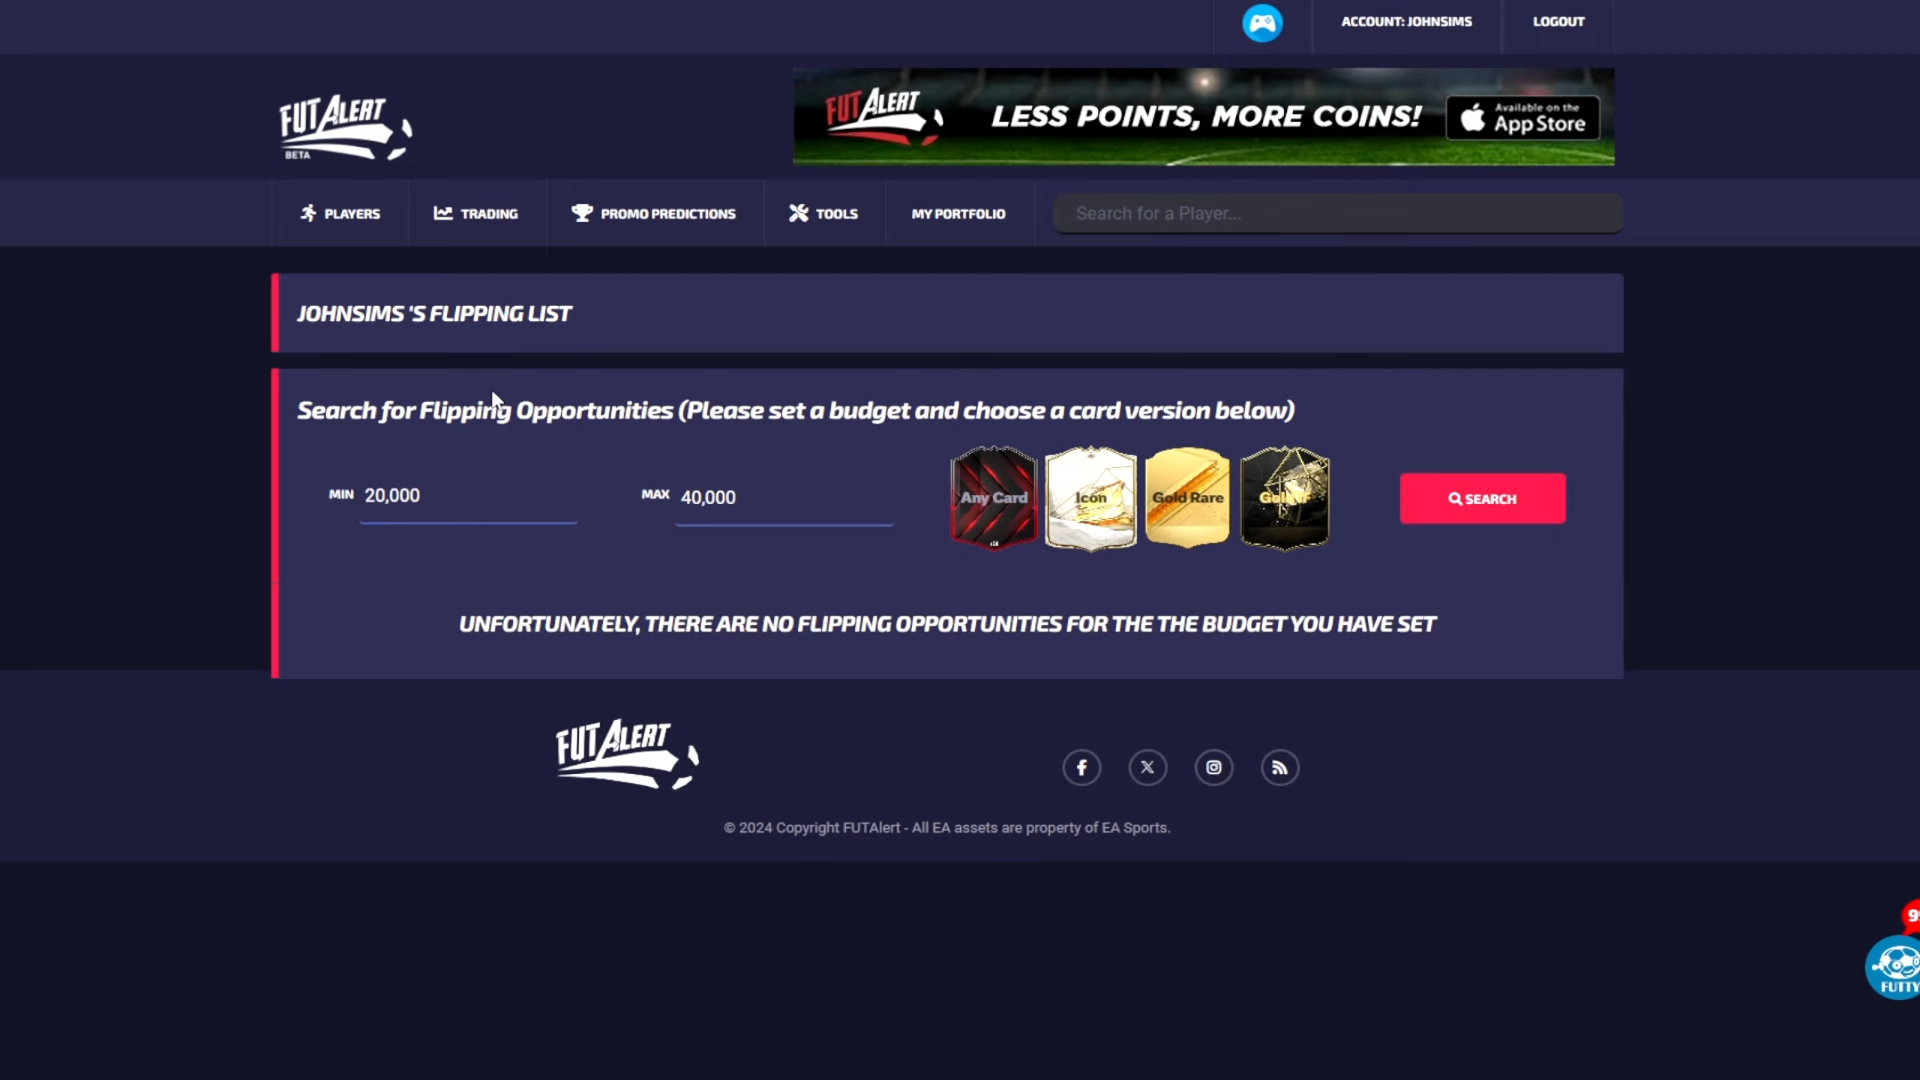 ACCOUNT: JOHNSIMS
LOGOUT
FUT ALERT
BETA
FUT ALERT
LESS POINTS, MORE COINS!
Available on the
App Store
PLAYERS
TRADING
PROMO PREDICTIONS
TOOLS
MY PORTFOLIO
Search for a Player...
JOHNSIMS 'S FLIPPING LIST
Search for Flipping Opportunities (Please set a budget and choose a card version below)
MIN 20,000
MAX 40,000
Any Card
Icon
Gold Rare
SEARCH
UNFORTUNATELY, THERE ARE NO FLIPPING OPPORTUNITIES FOR THE THE BUDGET YOU HAVE SET
FUT ALERT
© 2024 Copyright FUTAlert - All EA assets are property of EA Sports.
FUTTY